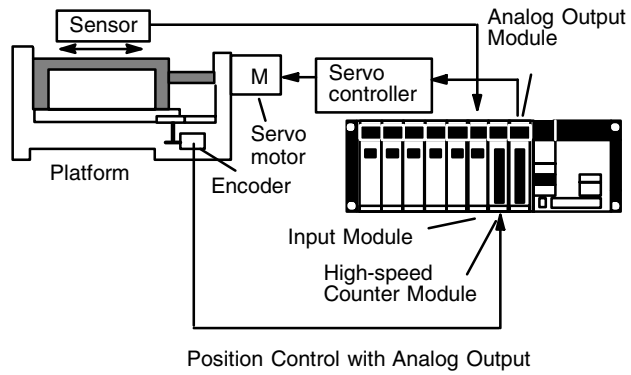 Sensor
Analog Output
Module
M
Servo
controller
Servo
motor
Platform
Encoder
Input Module
High-speed
Counter Module
Position Control with Analog Output